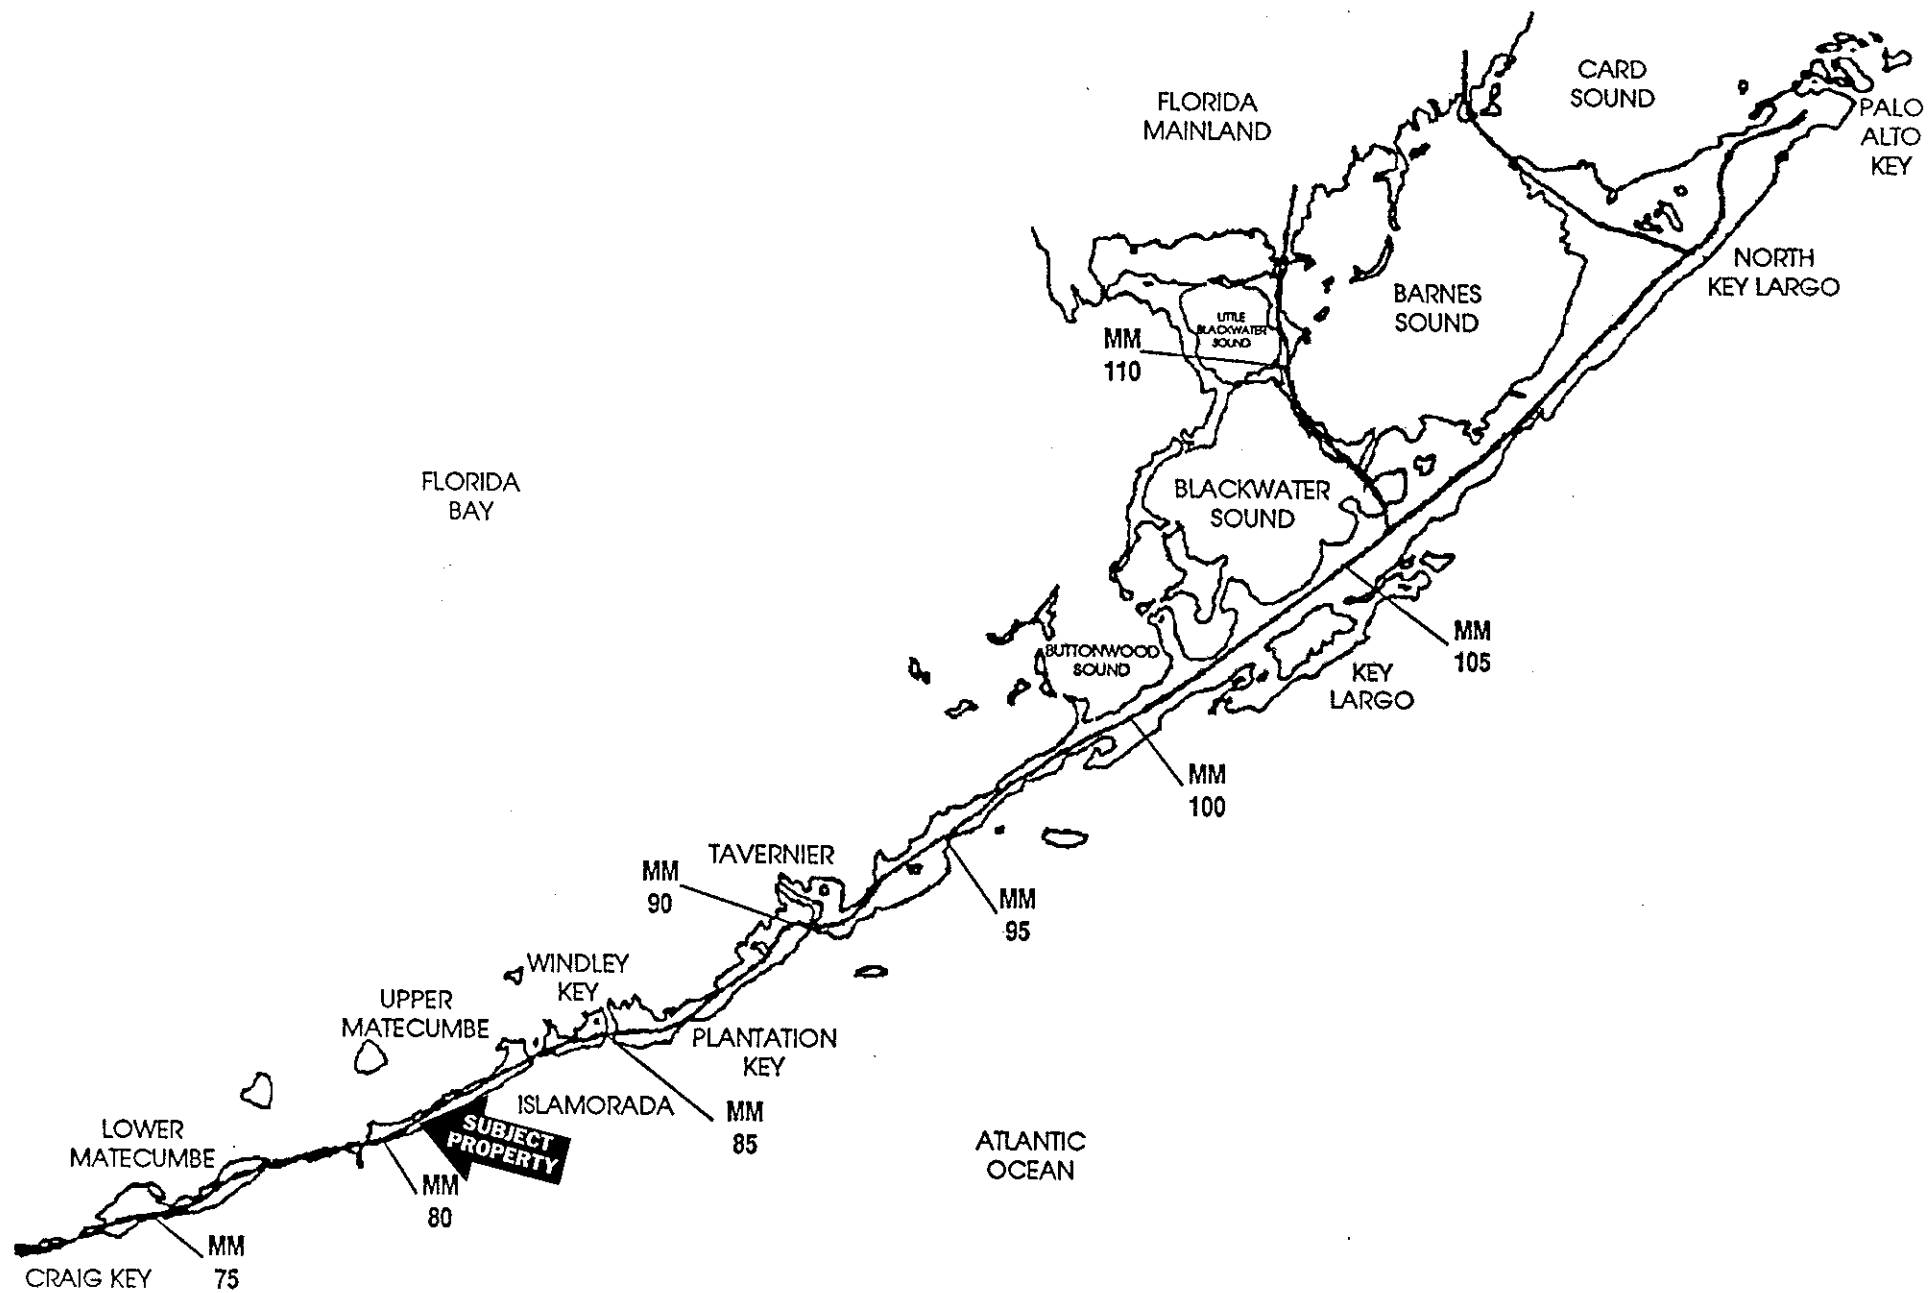 CARD
SOUND
FLORIDA
MAINLAND
PALO
ALTO
KEY
NORTH
KEY LARGO
BARNES
SOUND
LITTLE
BLACKWATER
SOUND
MM
110
FLORIDA
BAY
BLACKWATER
SOUND
MM
105
BUTTONWOOD
SOUND
KEY
LARGO
MM
100
TAVERNIER
MM
90
MM
95
WINDLEY
KEY
UPPER
MATECUMBE
PLANTATION
KEY
ISLAMORADA
MM
85
SUBJECT
PROPERTY
LOWER
MATECUMBE
ATLANTIC
OCEAN
MM
80
MM
75
CRAIG KEY